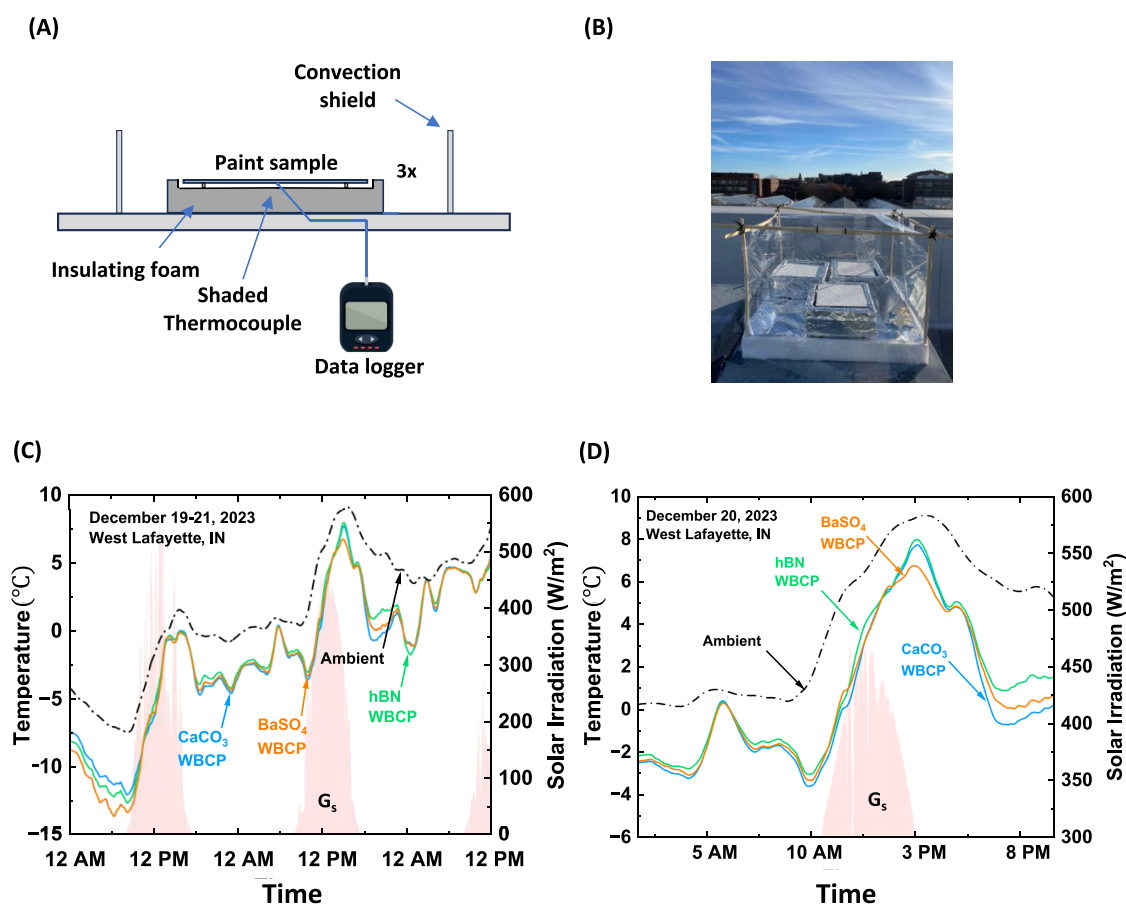 (A)
(B)
Convection
shield
Paint sample
3x
Insulating foam
Shaded
Thermocouple
Data logger
(C)
(D)
Temperature (°C)
10
5
0
−5
−10
−15
December 19-21, 2023
West Lafayette, IN
Ambient
hBN
WBCP
BaSO4
WBCP
CaCO3
WBCP
Gs
600
500
400
300
200
100
0
Solar Irradiation (W/m²)
12 AM 12 PM 12 AM 12 PM 12 AM 12 PM
Time
Temperature (°C)
10
8
6
4
2
0
-2
-4
-6
December 20, 2023
West Lafayette, IN
BaSO4
WBCP
hBN
WBCP
Ambient
CaCO3
WBCP
Gs
600
550
500
450
400
350
300
Solar Irradiation (W/m²)
5 AM 10 AM 3 PM 8 PM
Time